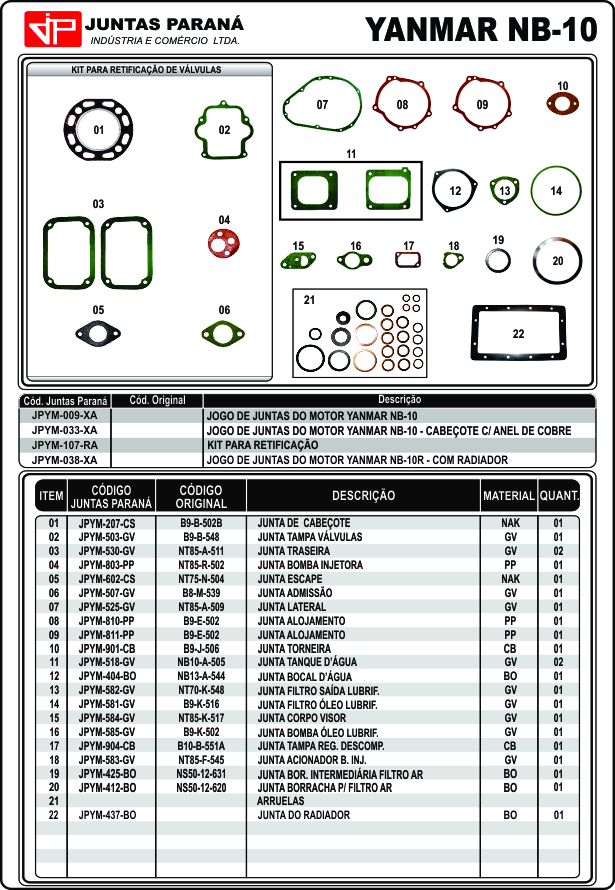 JP JUNTAS PARANÁ
INDÚSTRIA E COMÉRCIO LTDA.
YANMAR NB-10
KIT PARA RETIFICAÇÃO DE VÁLVULAS
01
02
03
04
05
06
07
08
09
10
11
12
13
14
15
16
17
18
19
20
21
22
Cód. Juntas Paraná Cód. Original Descrição
JPYM-009-XA JOGO DE JUNTAS DO MOTOR YANMAR NB-10
JPYM-033-XA JOGO DE JUNTAS DO MOTOR YANMAR NB-10 - CABEÇOTE C/ ANEL DE COBRE
JPYM-107-RA KIT PARA RETIFICAÇÃO
JPYM-038-XA JOGO DE JUNTAS DO MOTOR YANMAR NB-10R - COM RADIADOR
ITEM CÓDIGO JUNTAS PARANÁ CÓDIGO ORIGINAL DESCRIÇÃO MATERIAL QUANT.
01 JPYM-207-CS B9-B-502B JUNTA DE CABEÇOTE NAK 01
02 JPYM-503-GV B9-B-548 JUNTA TAMPA VÁLVULAS GV 01
03 JPYM-530-GV NT85-A-511 JUNTA TRASEIRA GV 02
04 JPYM-803-PP NT85-R-502 JUNTA BOMBA INJETORA PP 01
05 JPYM-602-CS NT75-N-504 JUNTA ESCAPE NAK 01
06 JPYM-507-GV B8-M-539 JUNTA ADMISSÃO GV 01
07 JPYM-525-GV NT85-A-509 JUNTA LATERAL GV 01
08 JPYM-810-PP B9-E-502 JUNTA ALOJAMENTO PP 01
09 JPYM-811-PP B9-E-502 JUNTA ALOJAMENTO PP 01
10 JPYM-901-CB B9-J-506 JUNTA TORNEIRA CB 01
11 JPYM-518-GV NB10-A-505 JUNTA TANQUE D'ÁGUA GV 02
12 JPYM-404-BO NB13-A-544 JUNTA BOCAL D'ÁGUA BO 01
13 JPYM-582-GV NT70-K-548 JUNTA FILTRO SAÍDA LUBRIF. GV 01
14 JPYM-581-GV B9-K-516 JUNTA FILTRO ÓLEO LUBRIF. GV 01
15 JPYM-584-GV NT85-K-517 JUNTA CORPO VISOR GV 01
16 JPYM-585-GV B9-K-502 JUNTA BOMBA ÓLEO LUBRIF. GV 01
17 JPYM-904-CB B10-B-551A JUNTA TAMPA REG. DESCOMP. CB 01
18 JPYM-583-GV NT85-F-545 JUNTA ACIONADOR B. INJ. GV 01
19 JPYM-425-BO NS50-12-631 JUNTA BOR. INTERMEDIÁRIA FILTRO AR BO 01
20 JPYM-412-BO NS50-12-620 JUNTA BORRACHA P/ FILTRO AR BO 01
21 ARRUELAS
22 JPYM-437-BO JUNTA DO RADIADOR BO 01